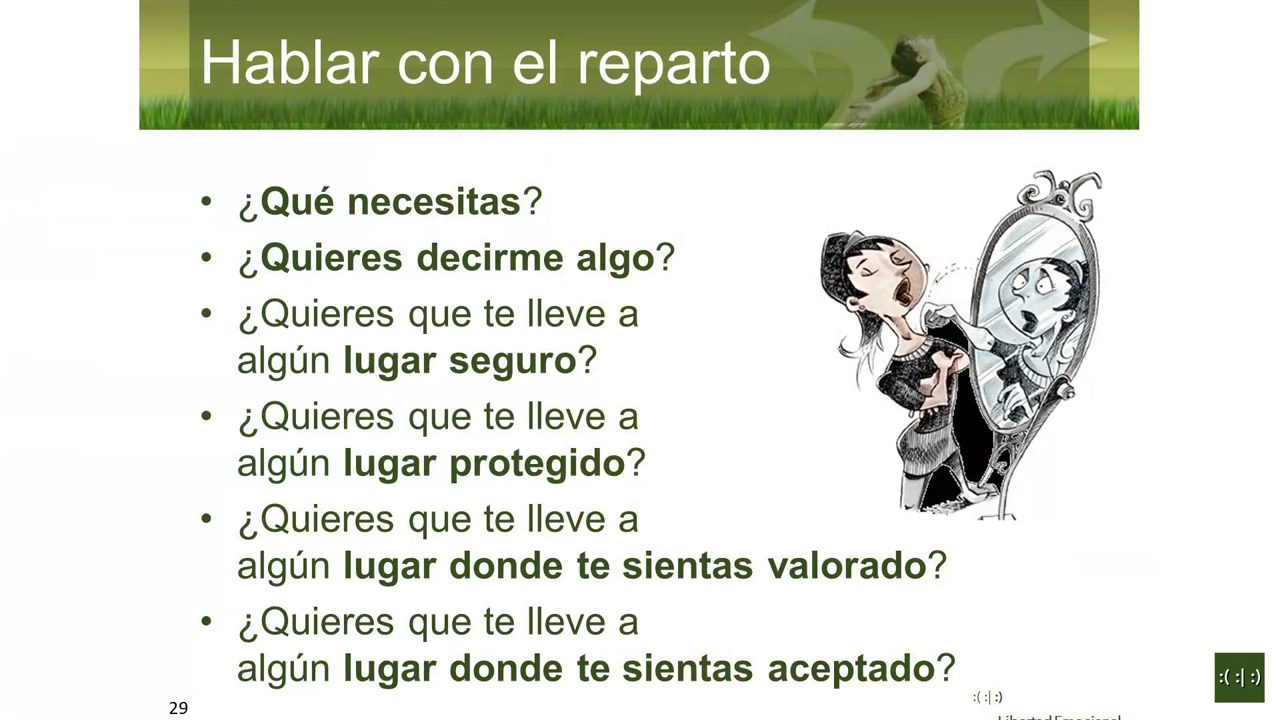 Hablar con el reparto
• ¿Qué necesitas?
• ¿Quieres decirme algo?
• ¿Quieres que te lleve a
algún lugar seguro?
• ¿Quieres que te lleve a
algún lugar protegido?
• ¿Quieres que te lleve a
algún lugar donde te sientas valorado?
• ¿Quieres que te lleve a
algún lugar donde te sientas aceptado?
:( :| :)
29
:( :| :)
Libertad Emocional